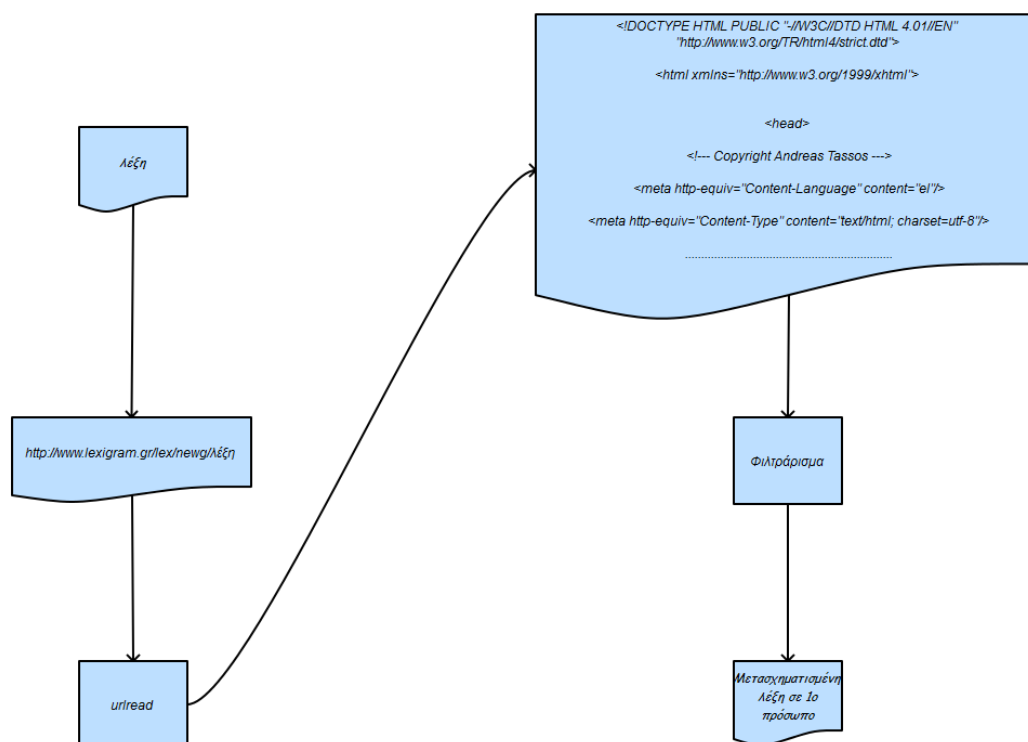 λέξη
http://www.lexigram.gr/lex/newg/λέξη
urlread
<!DOCTYPE HTML PUBLIC "-//W3C//DTD HTML 4.01//EN"
"http://www.w3.org/TR/html4/strict.dtd">
<html xmlns="http://www.w3.org/1999/xhtml">
<head>
<!--- Copyright Andreas Tassos --->
<meta http-equiv="Content-Language" content="el"/>
<meta http-equiv="Content-Type" content="text/html; charset=utf-8"/>
........................................................
Φιλτράρισμα
Μετασχηματισμένη
λέξη σε 1ο
πρόσωπο